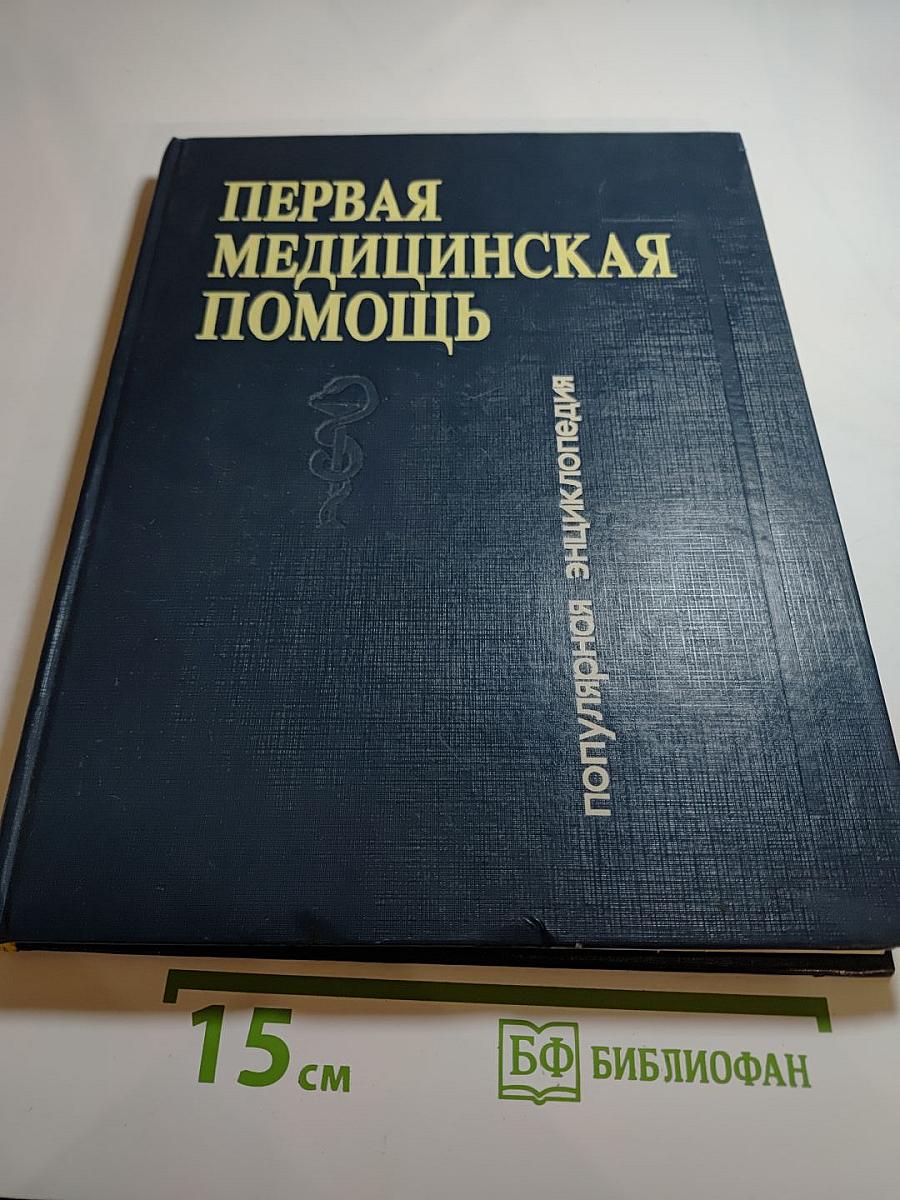 ПЕРВАЯ
МЕДИЦИНСКАЯ
ПОМОЩЬ
ПОПУЛЯРНАЯ ЭНЦИКЛОПЕДИЯ
15 см
БФ БИБЛИОФАН